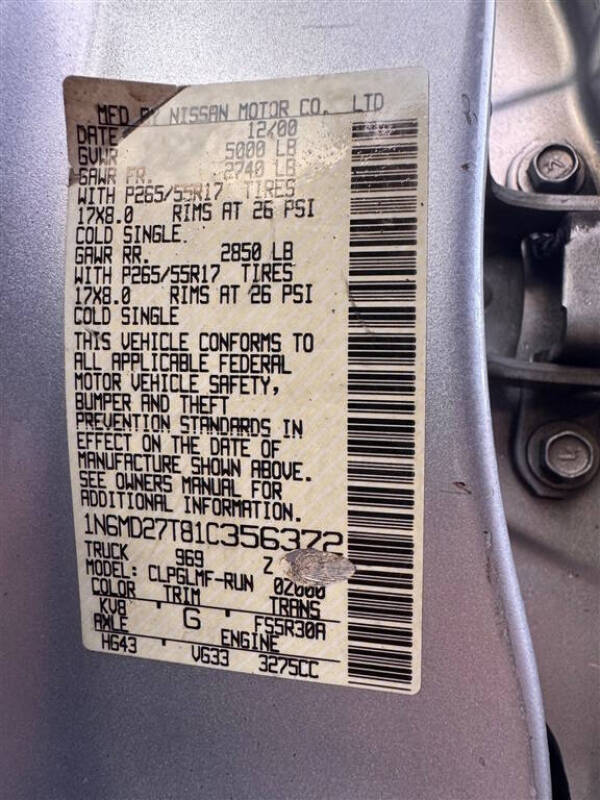 MFD BY NISSAN MOTOR CO., LTD
DATE 12/00
GVWR 5000 LB
GAWR FR. 2740 LB
WITH P265/55R17 TIRES
17X8.0 RIMS AT 26 PSI
COLD SINGLE.
GAWR RR. 2850 LB
WITH P265/55R17 TIRES
17X8.0 RIMS AT 26 PSI
COLD SINGLE
THIS VEHICLE CONFORMS TO
ALL APPLICABLE FEDERAL
MOTOR VEHICLE SAFETY,
BUMPER AND THEFT
PREVENTION STANDARDS IN
EFFECT ON THE DATE OF
MANUFACTURE SHOWN ABOVE.
SEE OWNERS MANUAL FOR
ADDITIONAL INFORMATION.
1N6MD27T81C356372
TRUCK 969 Z
MODEL: CLPGLMF-RUN 02000
COLOR TRIM TRANS
KV8 G FS5R30A
AXLE ENGINE
HG43 VG33 3275CC